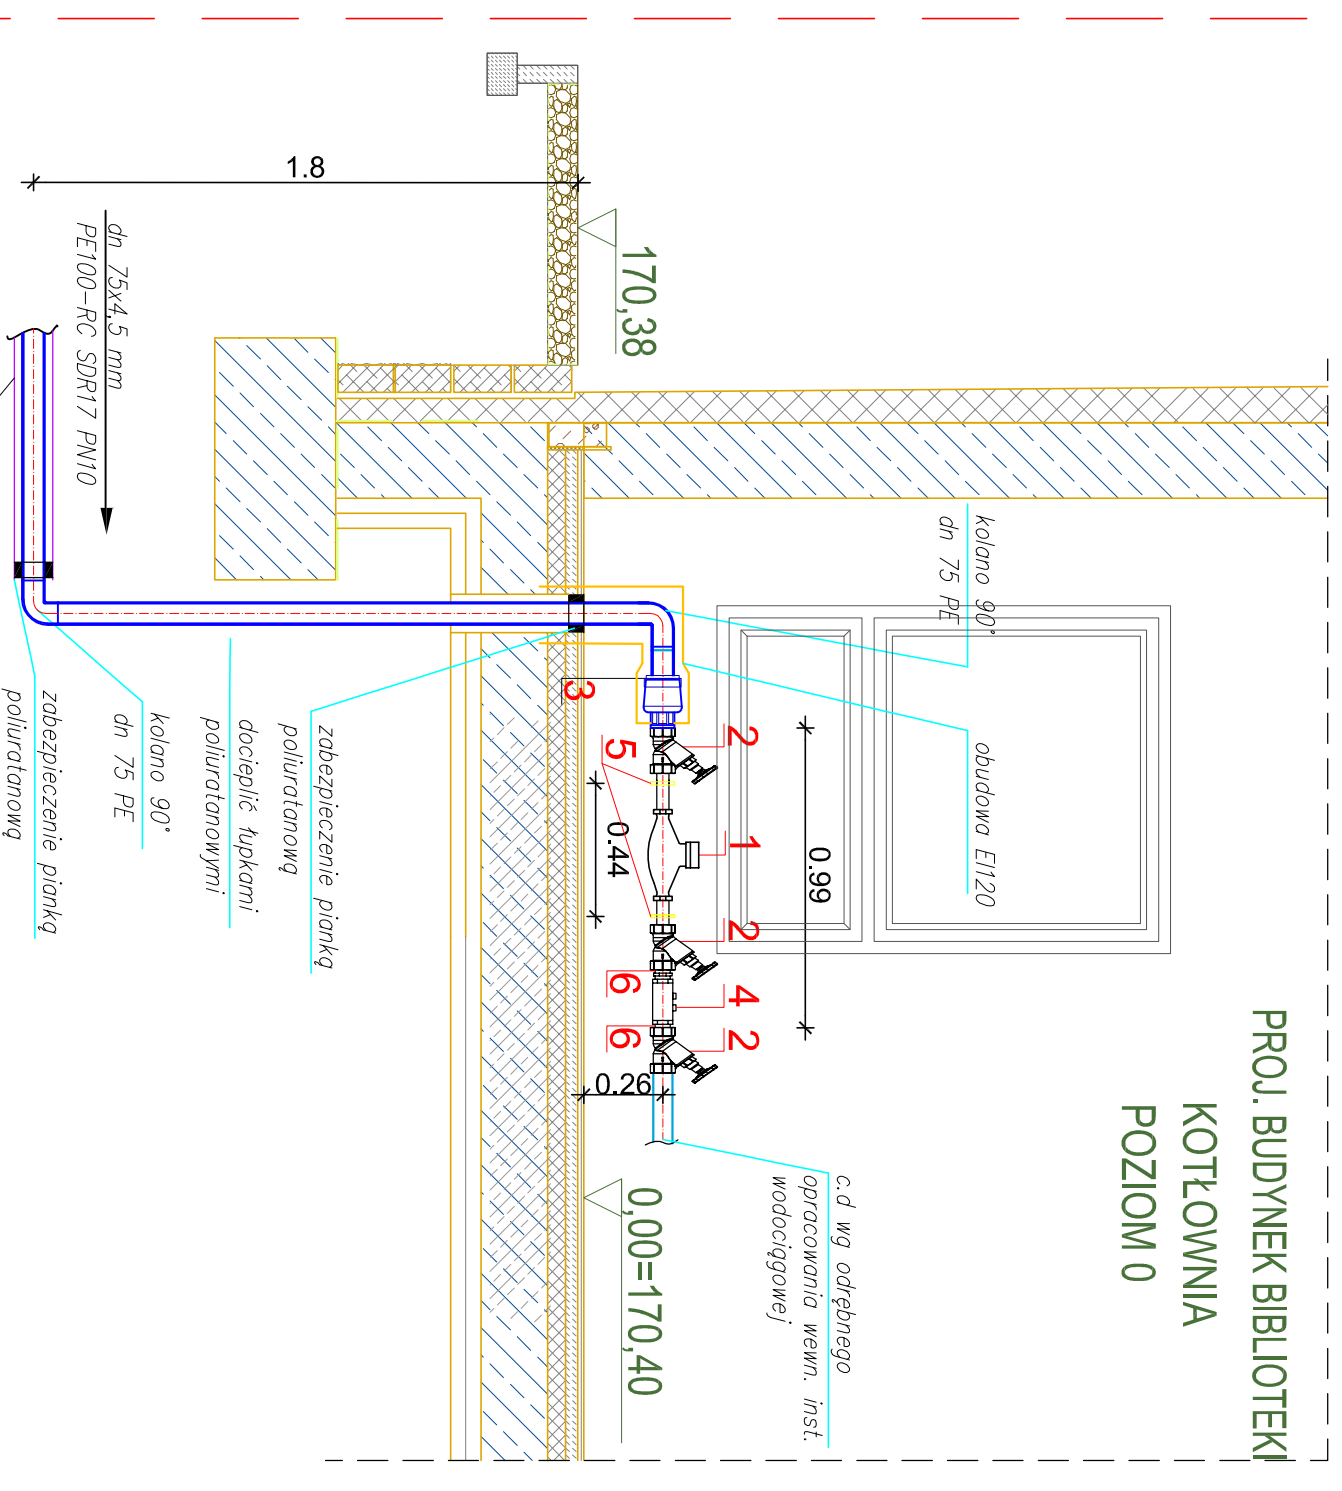 PROJ. BUDYNEK BIBLIOTEKI
KOTŁOWNIA
POZIOM 0
kolano 90°
dn 75 PE
obudowa EI120
c.d wg odrębnego
opracowania wewn. inst.
wodociągowej
0.99
2
1
2
4
2
170,38
3
5
0.44
6
6
0.26
0,00=170,40
1.8
dn 75x4,5 mm
PE100-RC SDR17 PN10
zabezpieczenie pianką
poliuratanową
docieplić łupkami
poliuratanowymi
kolano 90°
dn 75 PE
zabezpieczenie pianką
poliuratanową